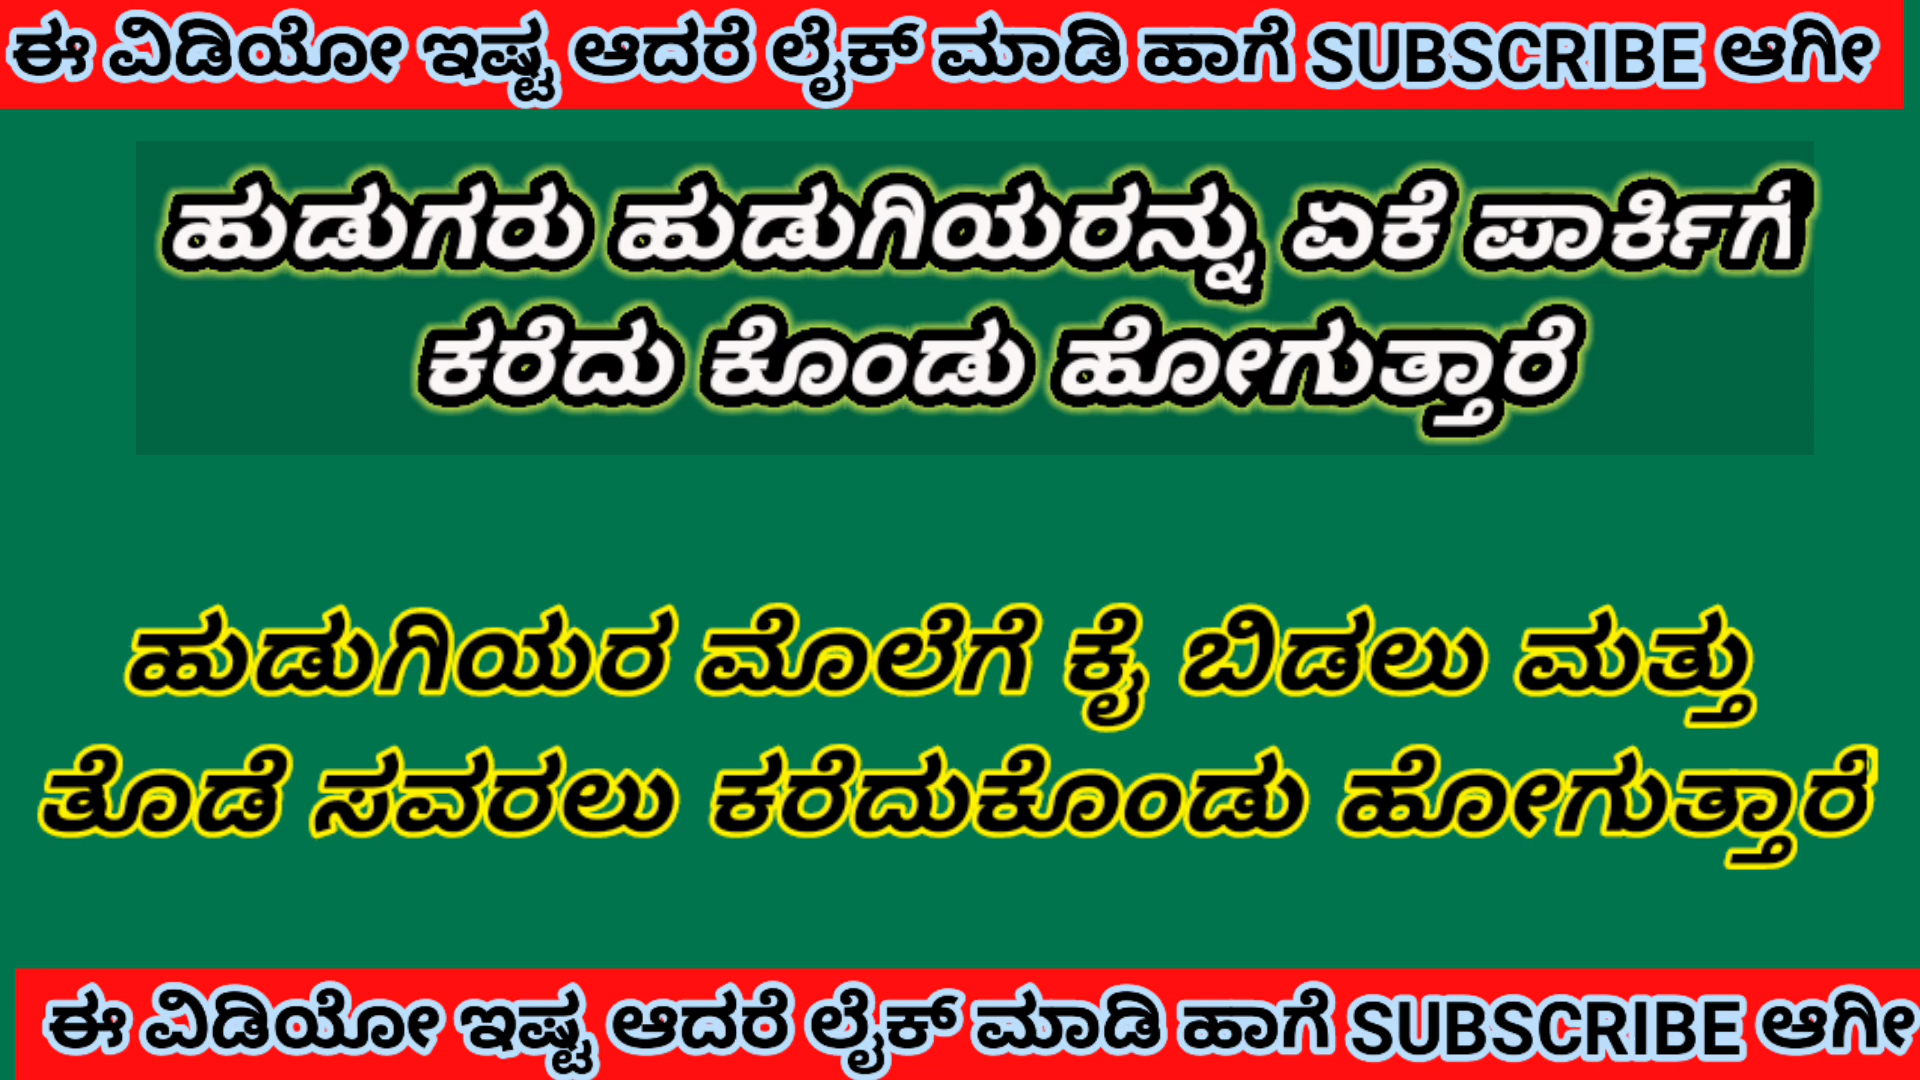 ಈ ವಿಡಿಯೋ ಇಷ್ಟ ಆದರೆ ಲೈಕ್ ಮಾಡಿ ಹಾಗೆ SUBSCRIBE ಆಗೀ
ಹುಡುಗರು ಹುಡುಗಿಯರನ್ನು ಏಕೆ ಪಾರ್ಕಿಗೆ
ಕರೆದು ಕೊಂಡು ಹೋಗುತ್ತಾರೆ
ಹುಡುಗಿಯರ ಮೊಲೆಗೆ ಕೈ ಬಿಡಲು ಮತ್ತು
ತೊಡೆ ಸವರಲು ಕರೆದುಕೊಂಡು ಹೋಗುತ್ತಾರೆ
ಈ ವಿಡಿಯೋ ಇಷ್ಟ ಆದರೆ ಲೈಕ್ ಮಾಡಿ ಹಾಗೆ SUBSCRIBE ಆಗೀ